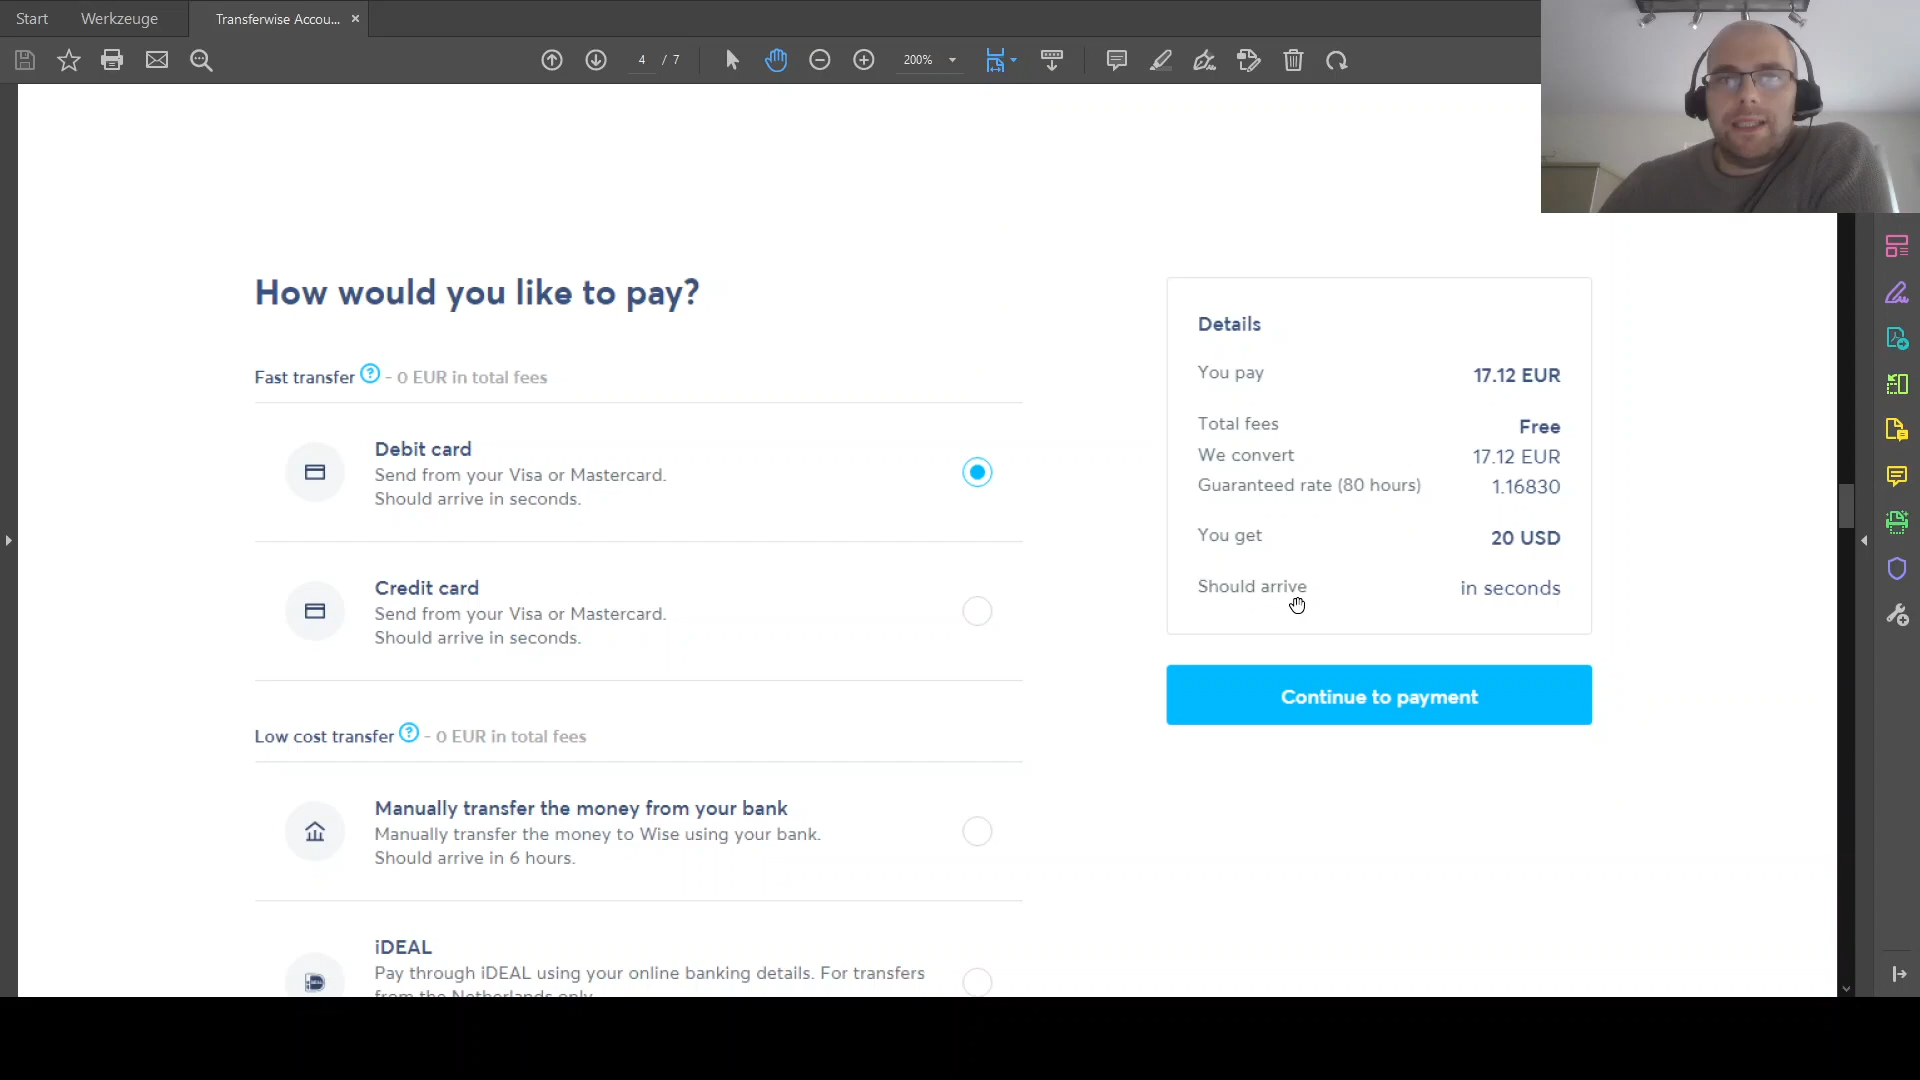 Start
Werkzeuge
Transferwise Accou...
4 / 7
200%
How would you like to pay?
Fast transfer ? - 0 EUR in total fees
Debit card
Send from your Visa or Mastercard.
Should arrive in seconds.
Credit card
Send from your Visa or Mastercard.
Should arrive in seconds.
Low cost transfer ? - 0 EUR in total fees
Manually transfer the money from your bank
Manually transfer the money to Wise using your bank.
Should arrive in 6 hours.
iDEAL
Pay through iDEAL using your online banking details. For transfers
from the Netherlands only
Details
You pay 17.12 EUR
Total fees Free
We convert 17.12 EUR
Guaranteed rate (80 hours) 1.16830
You get 20 USD
Should arrive in seconds
Continue to payment